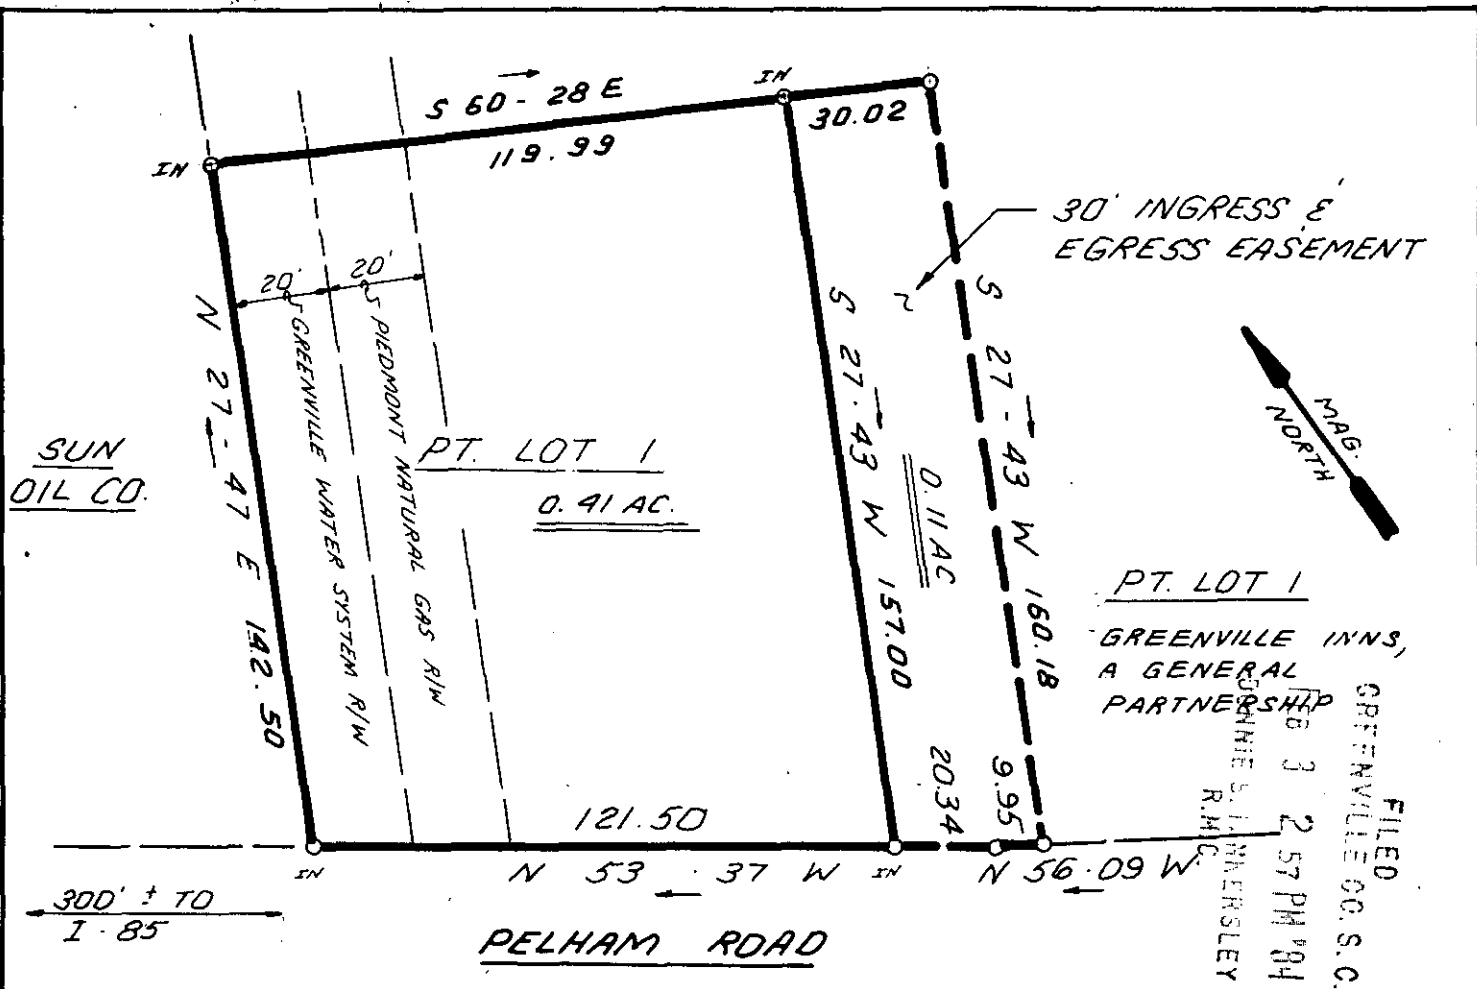 S 60 - 28 E
119.99
IN
IN
30.02
30' INGRESS &
EGRESS EASEMENT
20'
20'
GREENVILLE WATER SYSTEM R/W
PIEDMONT NATURAL GAS R/W
N 27 - 47 E 142.50
SUN
OIL CO.
PT. LOT 1
0.41 AC.
S 27 - 43 W 157.00
0.11 AC
S 27 - 43 W 160.18
MAG.
NORTH
PT. LOT 1
GREENVILLE INNS,
A GENERAL
PARTNERSHIP
121.50
20.34
9.95
IN
N 53 · 37 W
IN
N 56·09 W
300' ± TO
I - 85
PELHAM ROAD
FILED
GREENVILLE CO. S.C.
3 2 57 PM '84
R.M.C.